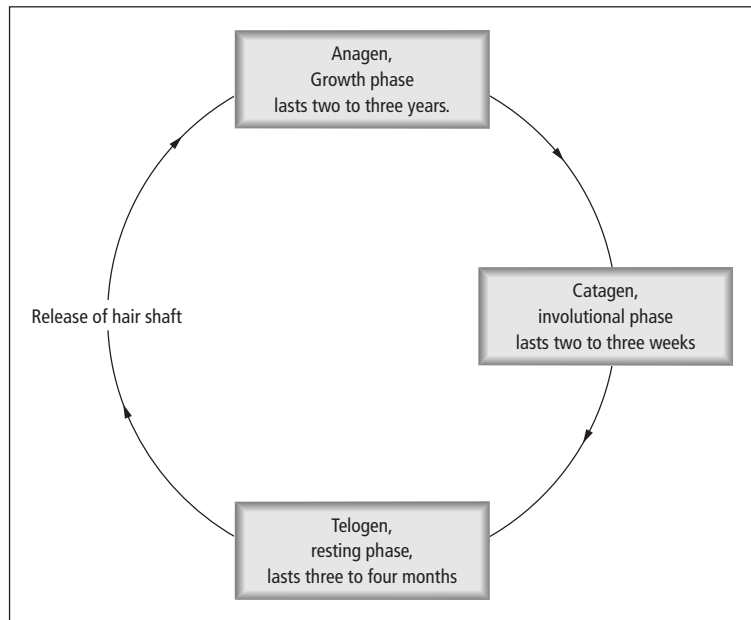 Anagen,
Growth phase
lasts two to three years.
Catagen,
involutional phase
lasts two to three weeks
Telogen,
resting phase,
lasts three to four months
Release of hair shaft